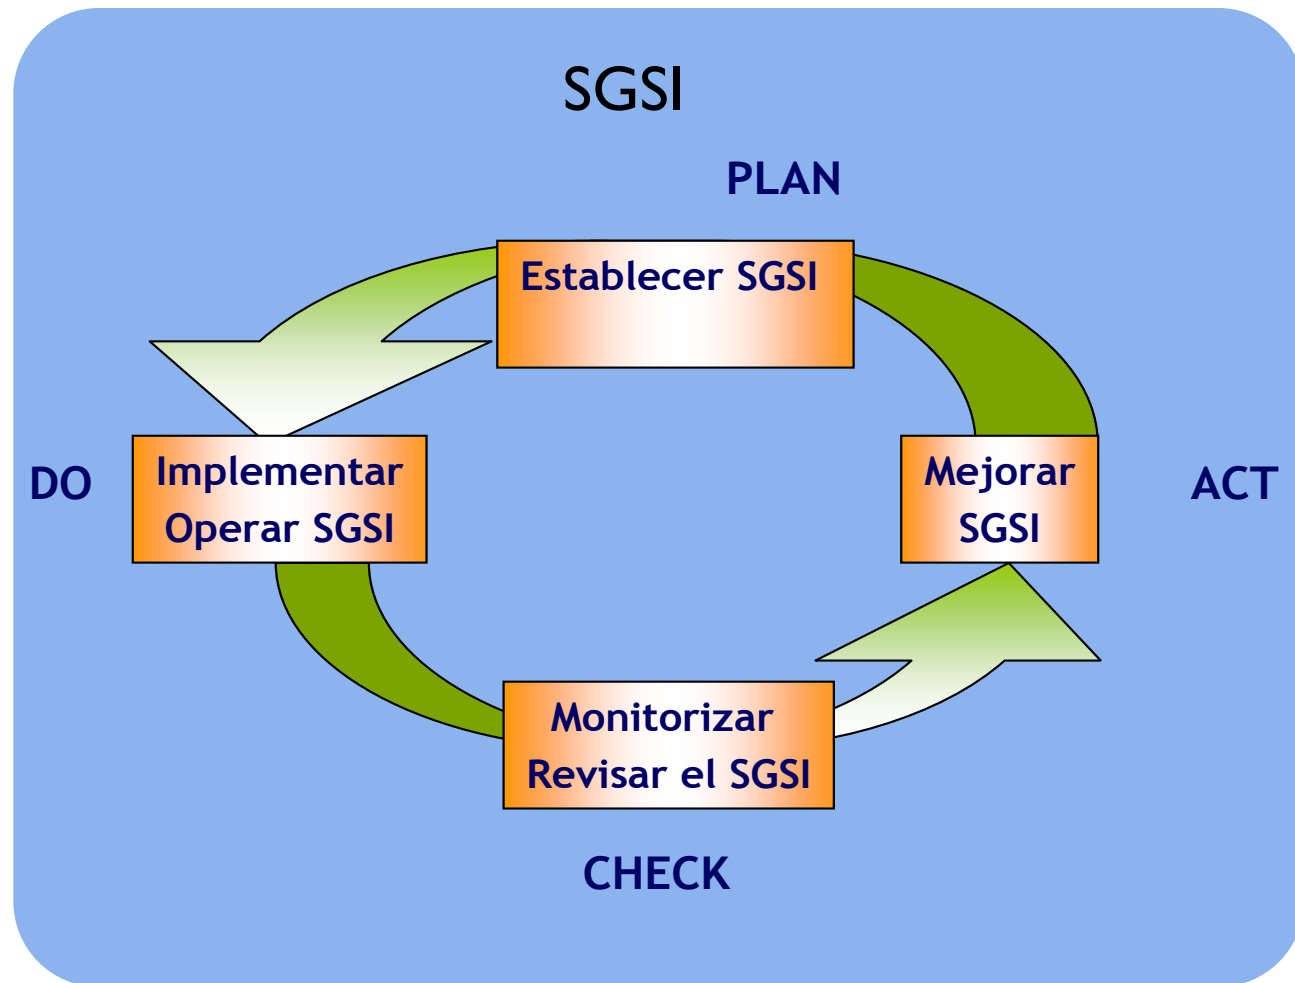 SGSI
PLAN
Establecer SGSI
DO
Implementar
Operar SGSI
Mejorar
SGSI
ACT
Monitorizar
Revisar el SGSI
CHECK